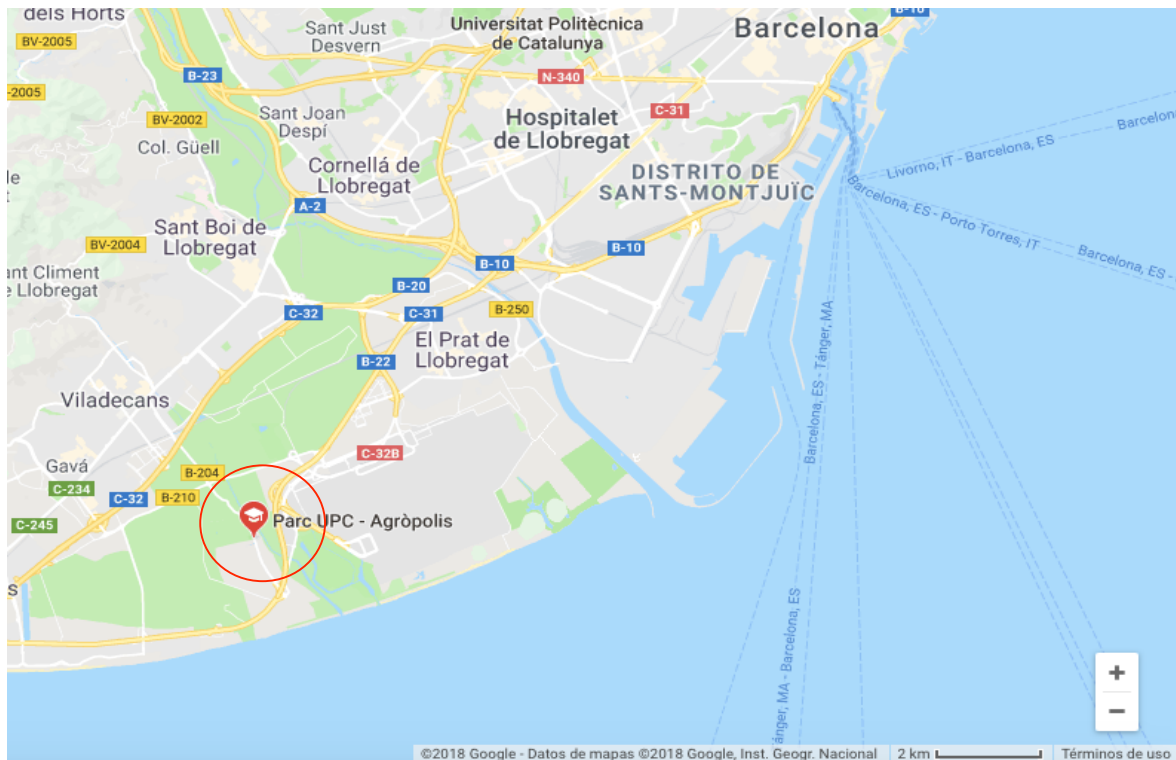 dels Horts
BV-2005
Sant Just
Desvern
Universitat Politècnica
de Catalunya
B-10
Barcelona
B-23
N-340
-2005
BV-2002
Sant Joan
Despí
C-31
Hospitalet
de Llobregat
Barcelona
Col. Güell
Cornellá de
Llobregat
DISTRITO DE
SANTS-MONTJUÏC
Livorno, IT - Barcelona, ES
Barcelona, ES - Porto Torres, IT
A-2
Sant Boi de
Llobregat
BV-2004
B-10
B-10
Barcelona, ES -
ant Climent
e Llobregat
B-20
C-32
C-31
B-250
El Prat de
Llobregat
B-22
Barcelona, ES - Tánger, MA
Viladecans
C-32B
Gavá
B-204
C-234
C-32
B-210
C-245
Parc UPC - Agròpolis
s
ánger, MA - Barcelona, ES
+
−
©2018 Google - Datos de mapas ©2018 Google, Inst. Geogr. Nacional
2 km
Términos de uso